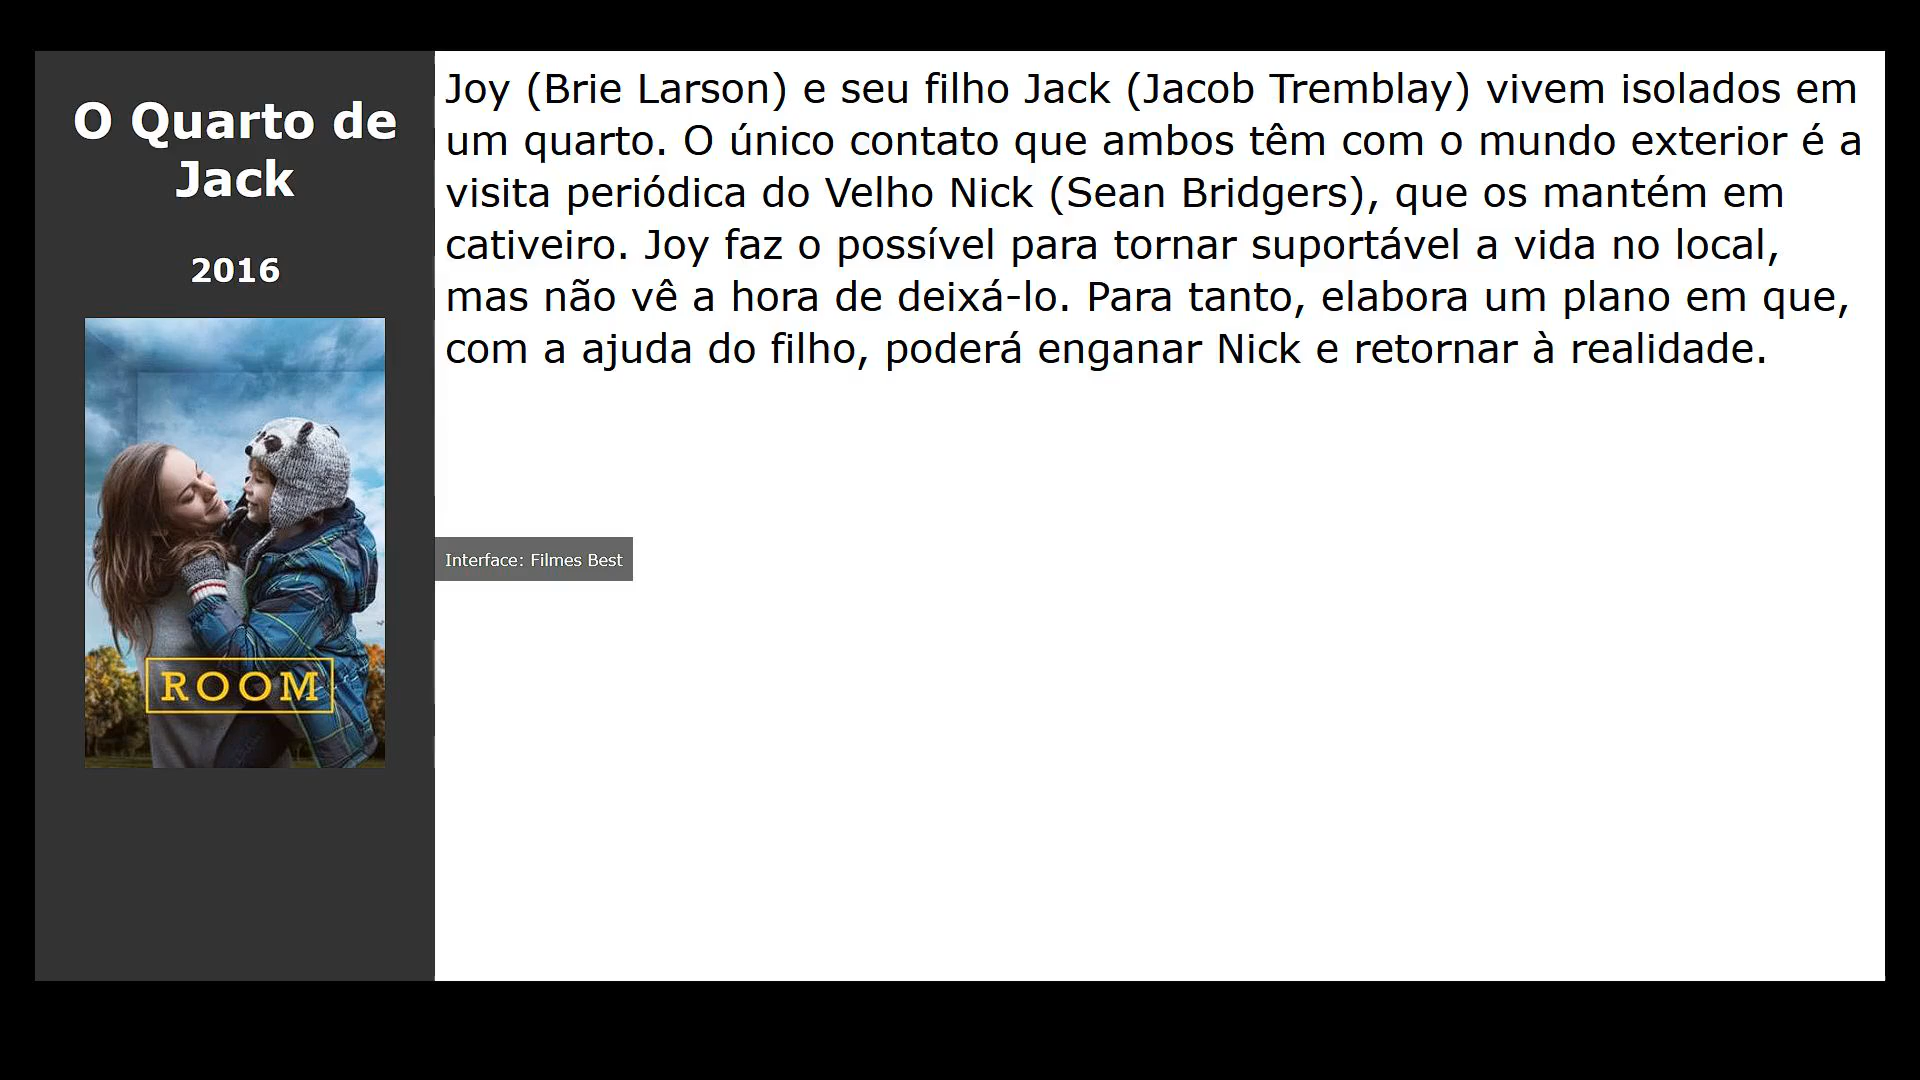 O Quarto de
Jack
2016
ROOM
Joy (Brie Larson) e seu filho Jack (Jacob Tremblay) vivem isolados em
um quarto. O único contato que ambos têm com o mundo exterior é a
visita periódica do Velho Nick (Sean Bridgers), que os mantém em
cativeiro. Joy faz o possível para tornar suportável a vida no local,
mas não vê a hora de deixá-lo. Para tanto, elabora um plano em que,
com a ajuda do filho, poderá enganar Nick e retornar à realidade.
Interface: Filmes Best